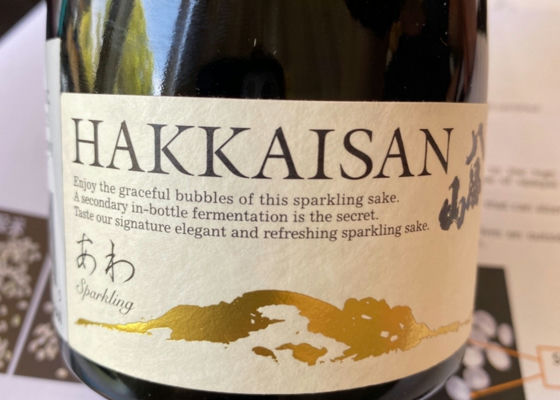 HAKKAISAN
八海山
Enjoy the graceful bubbles of this sparkling sake.
A secondary in-bottle fermentation is the secret.
Taste our signature elegant and refreshing sparkling sake.
あわ
Sparkling